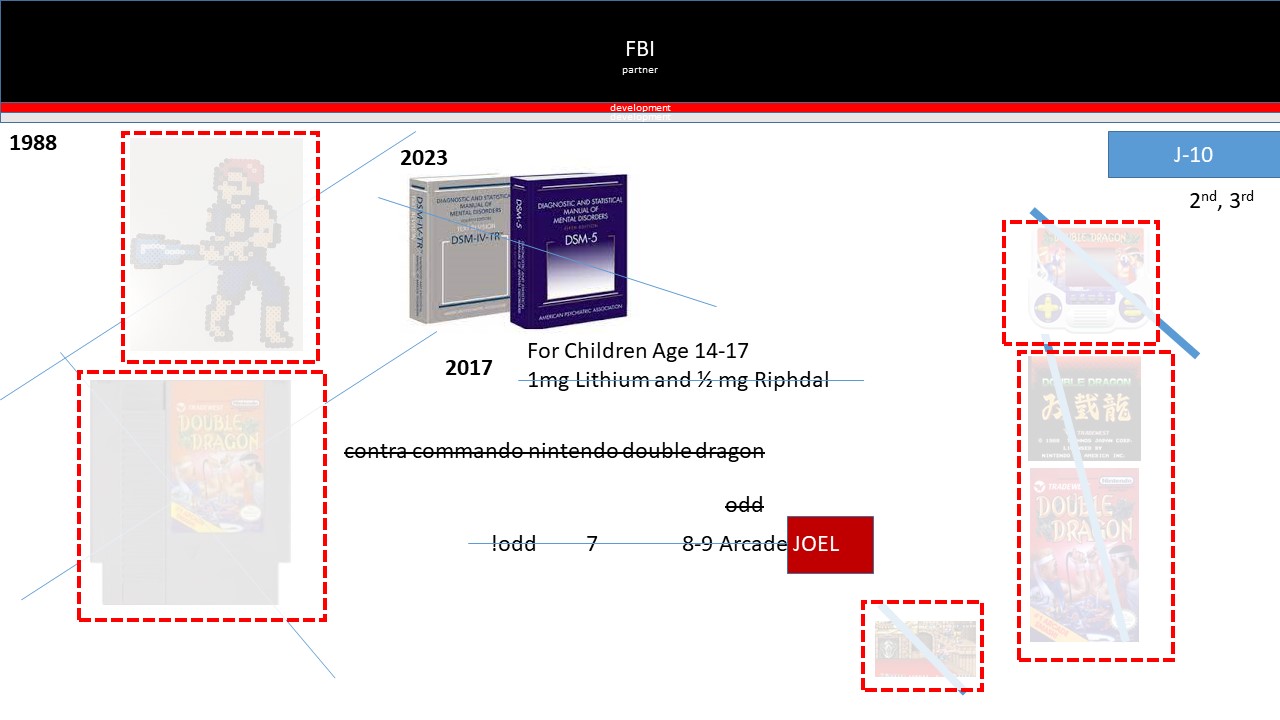 FBI
partner
development
development
1988
2023
J-10
2nd, 3rd
DSM-IV-TR
DIAGNOSTIC AND STATISTICAL
MANUAL OF
MENTAL DISORDERS
DSM-IV-TR
DSM-5
DIAGNOSTIC AND STATISTICAL
MANUAL OF
MENTAL DISORDERS
FIFTH EDITION
DSM-5
AMERICAN PSYCHIATRIC ASSOCIATION
DOUBLE DRAGON
2017
For Children Age 14-17
1mg Lithium and ½ mg Riphdal
TRADEWEST
Nintendo
DOUBLE
DRAGON
DOUBLE DRAGON
双截龍
contra commando nintendo double dragon
odd
!odd 7 8-9 Arcade JOEL
TRADEWEST
Nintendo
DOUBLE
DRAGON